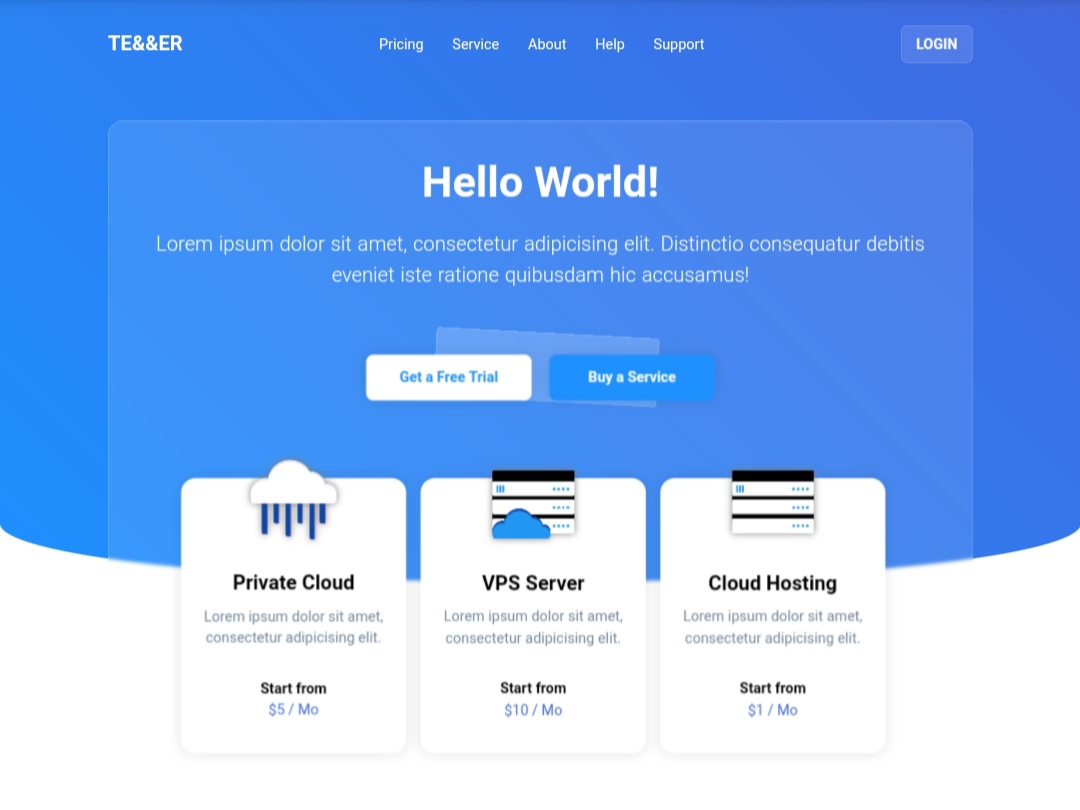 TE&&ER
Pricing Service About Help Support
LOGIN
Hello World!
Lorem ipsum dolor sit amet, consectetur adipicising elit. Distinctio consequatur debitis
eveniet iste ratione quibusdam hic accusamus!
Get a Free Trial
Buy a Service
Private Cloud
Lorem ipsum dolor sit amet,
consectetur adipicising elit.
Start from
$5 / Mo
VPS Server
Lorem ipsum dolor sit amet,
consectetur adipicising elit.
Start from
$10 / Mo
Cloud Hosting
Lorem ipsum dolor sit amet,
consectetur adipicising elit.
Start from
$1 / Mo